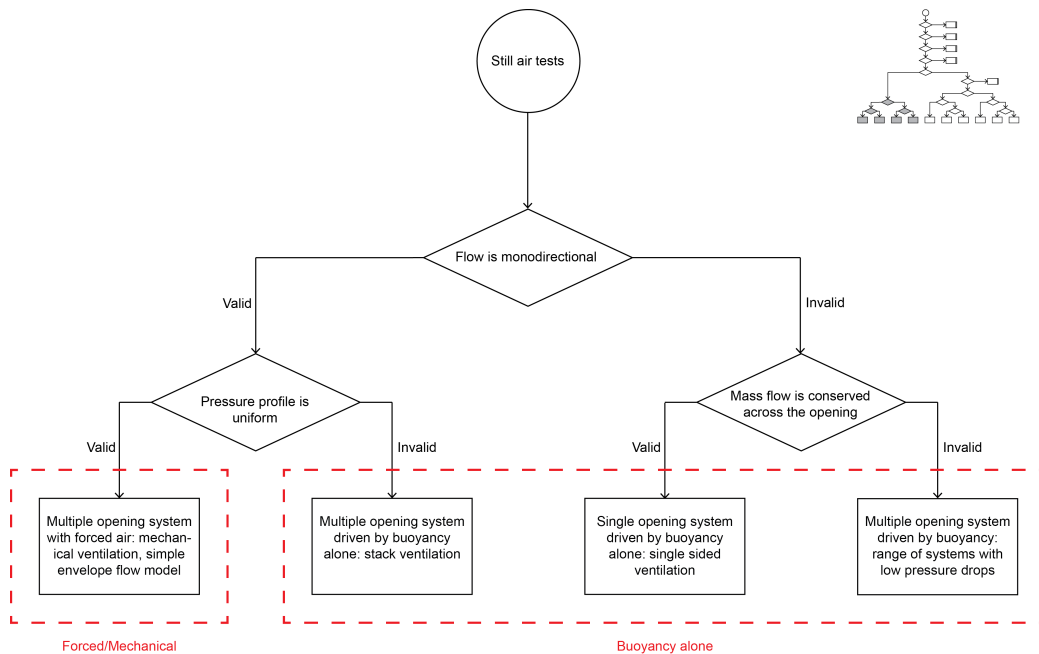 Still air tests
Flow is monodirectional
Valid
Invalid
Pressure profile is
uniform
Mass flow is conserved
across the opening
Valid
Invalid
Valid
Invalid
Multiple opening system
with forced air: mechan-
ical ventilation, simple
envelope flow model
Multiple opening system
driven by buoyancy
alone: stack ventilation
Single opening system
driven by buoyancy
alone: single sided
ventilation
Multiple opening system
driven by buoyancy:
range of systems with
low pressure drops
Forced/Mechanical
Buoyancy alone